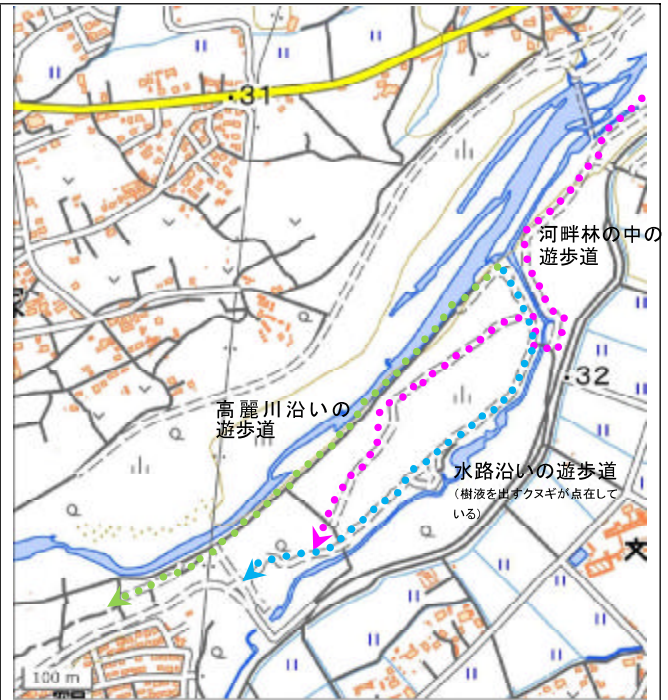 ・31
河畔林の中の
遊歩道
・32
高麗川沿いの
遊歩道
水路沿いの遊歩道
（樹液を出すクヌギが点在して
いる）
100 m